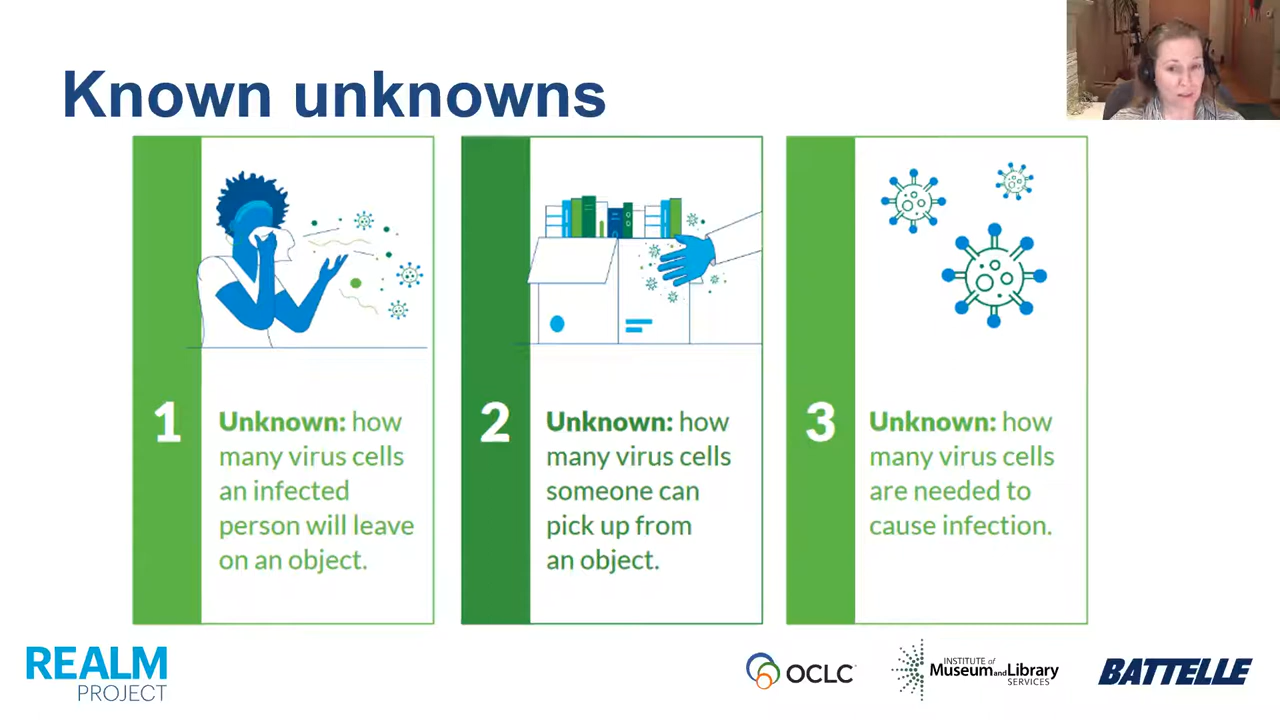 Known unknowns
1
Unknown: how
many virus cells
an infected
person will leave
on an object.
2
Unknown: how
many virus cells
someone can
pick up from
an object.
3
Unknown: how
many virus cells
are needed to
cause infection.
REALM
PROJECT
OCLC
INSTITUTE of
Museum and Library
SERVICES
BATTELLE